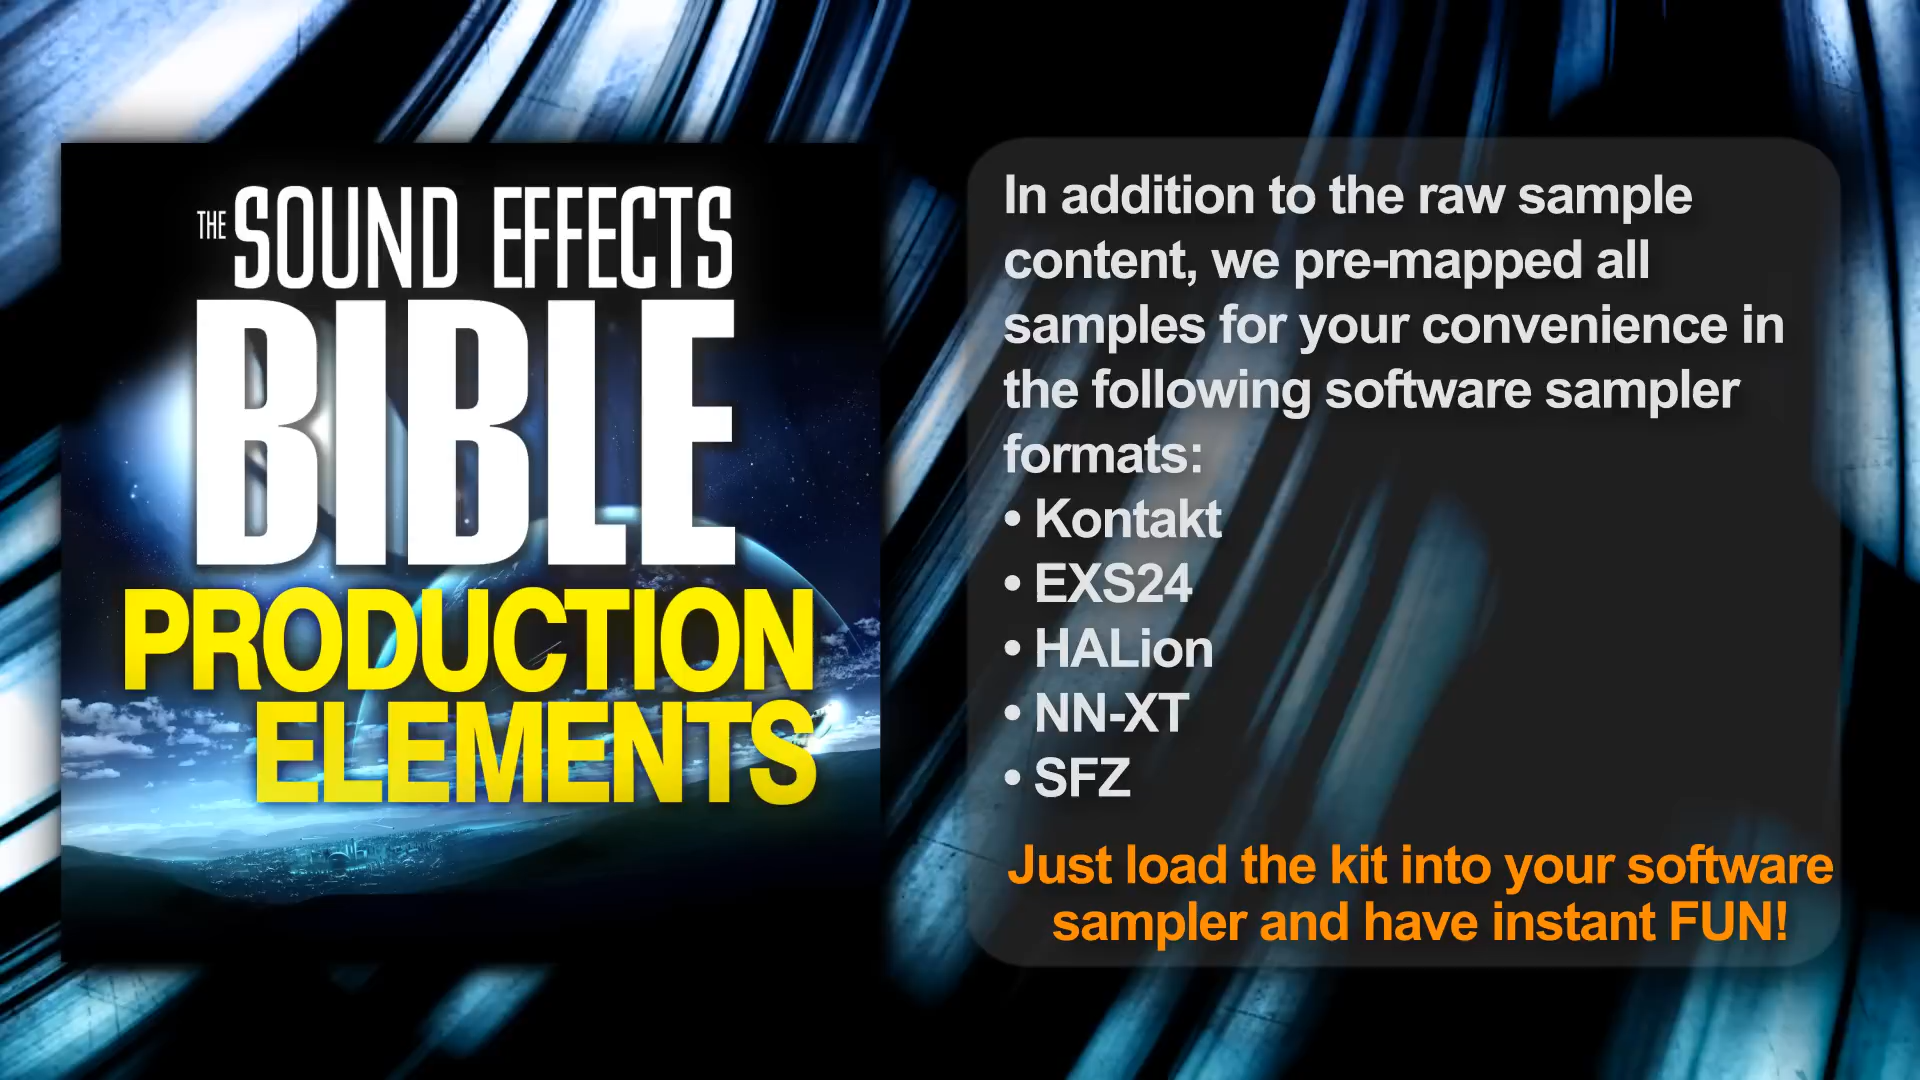 THE SOUND EFFECTS
BIBLE
PRODUCTION
ELEMENTS
In addition to the raw sample
content, we pre-mapped all
samples for your convenience in
the following software sampler
formats:
• Kontakt
• EXS24
• HALion
• NN-XT
• SFZ
Just load the kit into your software
sampler and have instant FUN!